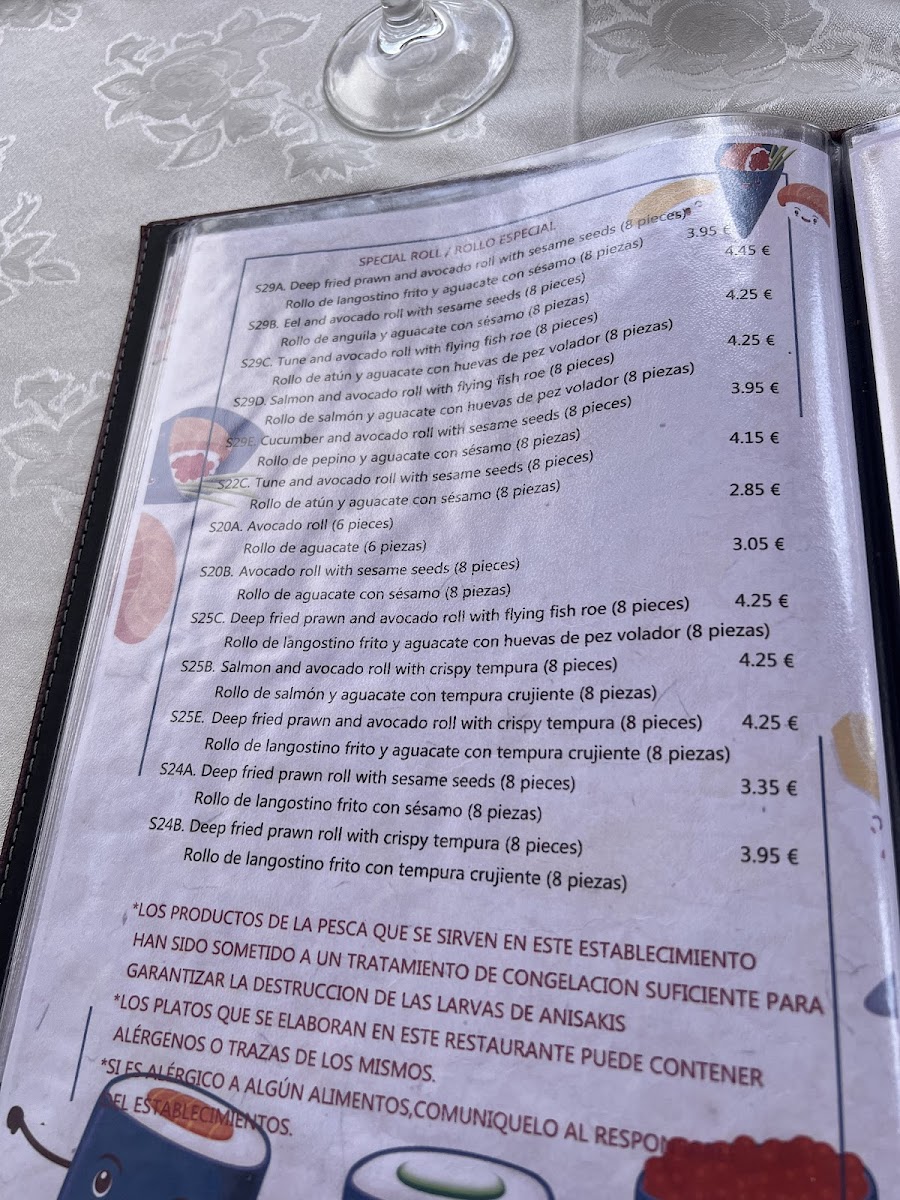 SPECIAL ROLL / ROLLO ESPECIAL
S29A. Deep fried prawn and avocado roll with sesame seeds (8 pieces) 3.95 €
Rollo de langostino frito y aguacate con sésamo (8 piezas)
S29B. Eel and avocado roll with sesame seeds (8 pieces) 4.45 €
Rollo de anguila y aguacate con sésamo (8 piezas)
S29C. Tune and avocado roll with flying fish roe (8 pieces) 4.25 €
Rollo de atún y aguacate con huevas de pez volador (8 piezas)
S29D. Salmon and avocado roll with flying fish roe (8 pieces) 4.25 €
Rollo de salmón y aguacate con huevas de pez volador (8 piezas)
S29E. Cucumber and avocado roll with sesame seeds (8 pieces) 3.95 €
Rollo de pepino y aguacate con sésamo (8 piezas)
S22C. Tune and avocado roll with sesame seeds (8 pieces) 4.15 €
Rollo de atún y aguacate con sésamo (8 piezas)
S20A. Avocado roll (6 pieces) 2.85 €
Rollo de aguacate (6 piezas)
S20B. Avocado roll with sesame seeds (8 pieces) 3.05 €
Rollo de aguacate con sésamo (8 piezas)
S25C. Deep fried prawn and avocado roll with flying fish roe (8 pieces) 4.25 €
Rollo de langostino frito y aguacate con huevas de pez volador (8 piezas)
S25B. Salmon and avocado roll with crispy tempura (8 pieces) 4.25 €
Rollo de salmón y aguacate con tempura crujiente (8 piezas)
S25E. Deep fried prawn and avocado roll with crispy tempura (8 pieces) 4.25 €
Rollo de langostino frito y aguacate con tempura crujiente (8 piezas)
S24A. Deep fried prawn roll with sesame seeds (8 pieces) 3.35 €
Rollo de langostino frito con sésamo (8 piezas)
S24B. Deep fried prawn roll with crispy tempura (8 pieces) 3.95 €
Rollo de langostino frito con tempura crujiente (8 piezas)
*LOS PRODUCTOS DE LA PESCA QUE SE SIRVEN EN ESTE ESTABLECIMIENTO
HAN SIDO SOMETIDO A UN TRATAMIENTO DE CONGELACION SUFICIENTE PARA
GARANTIZAR LA DESTRUCCION DE LAS LARVAS DE ANISAKIS
*LOS PLATOS QUE SE ELABORAN EN ESTE RESTAURANTE PUEDE CONTENER
ALÉRGENOS O TRAZAS DE LOS MISMOS.
*SI ES ALÉRGICO A ALGÚN ALIMENTOS,COMUNIQUELO AL
ESTABLECIMIENTOS.